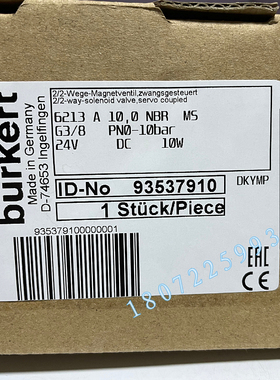 burkert
Made in Germany
D-74653 Ingelfingen
2/2-Wege-Magnetventil,zwangsgesteuert
2/2-way-solenoid valve,servo coupled
6213 A 10,0 NBR MS
G3/8 PN0-10bar
24V DC 10W
DKYMP
ID-No 93537910
1 Stück/Piece
935379100000001
EAC
CE
1807225903